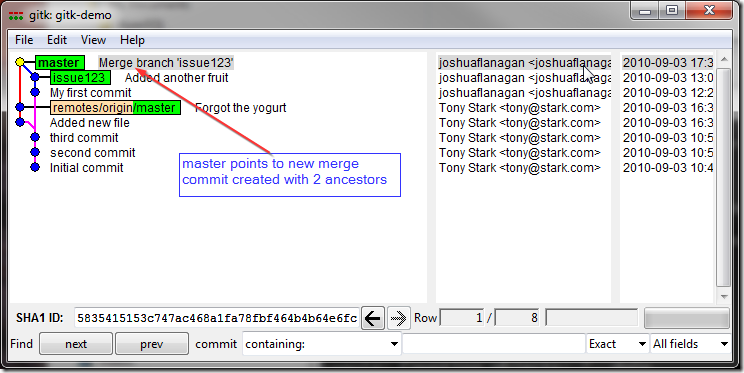 gitk: gitk-demo
File Edit View Help
master Merge branch 'issue123' joshuaflanagan <joshuaflanaga 2010-09-03 17:3
issue123 Added another fruit joshuaflanagan <joshuaflanaga 2010-09-03 13:0
My first commit joshuaflanagan <joshuaflanaga 2010-09-03 12:2
remotes/origin/master Forgot the yogurt Tony Stark <tony@stark.com> 2010-09-03 16:3
Added new file Tony Stark <tony@stark.com> 2010-09-03 16:3
third commit Tony Stark <tony@stark.com> 2010-09-03 10:5
second commit Tony Stark <tony@stark.com> 2010-09-03 10:5
Initial commit Tony Stark <tony@stark.com> 2010-09-03 10:4
master points to new merge
commit created with 2 ancestors
SHA1 ID: 5835415153c747ac468a1fa78fbf464b4b64e6fc Row 1 / 8
Find next prev commit containing: Exact All fields